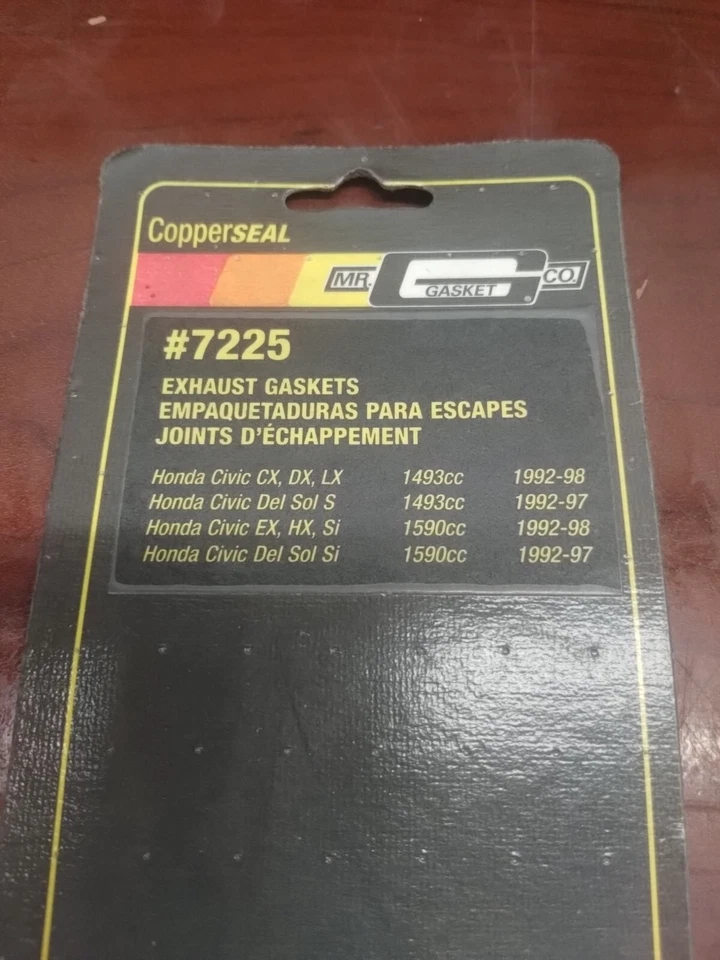 CopperSEAL
MR. GASKET CO.
#7225
EXHAUST GASKETS
EMPAQUETADURAS PARA ESCAPES
JOINTS D'ÉCHAPPEMENT
Honda Civic CX, DX, LX 1493cc 1992-98
Honda Civic Del Sol S 1493cc 1992-97
Honda Civic EX, HX, Si 1590cc 1992-98
Honda Civic Del Sol Si 1590cc 1992-97